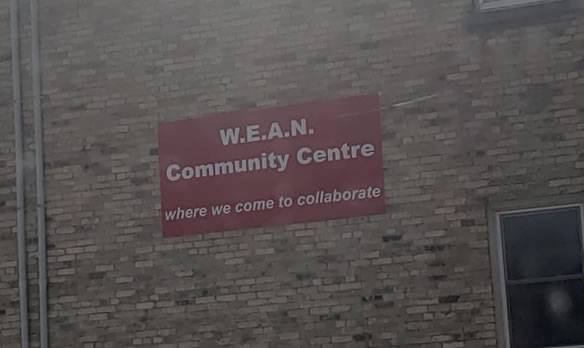 W.E.A.N.
Community Centre
where we come to collaborate